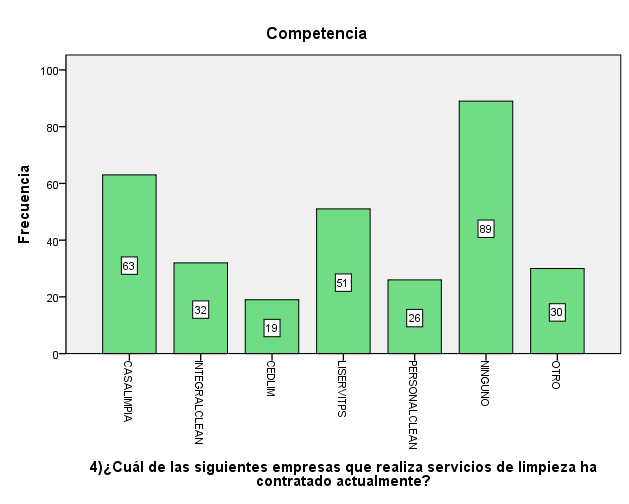 Competencia
Frecuencia
100
80
60
40
20
0
63
32
19
51
26
89
30
CASALIMPIA
INTEGRALCLEAN
CEDLIM
LISERVITPS
PERSONALCLEAN
NINGUNO
OTRO
4)¿Cuál de las siguientes empresas que realiza servicios de limpieza ha
contratado actualmente?